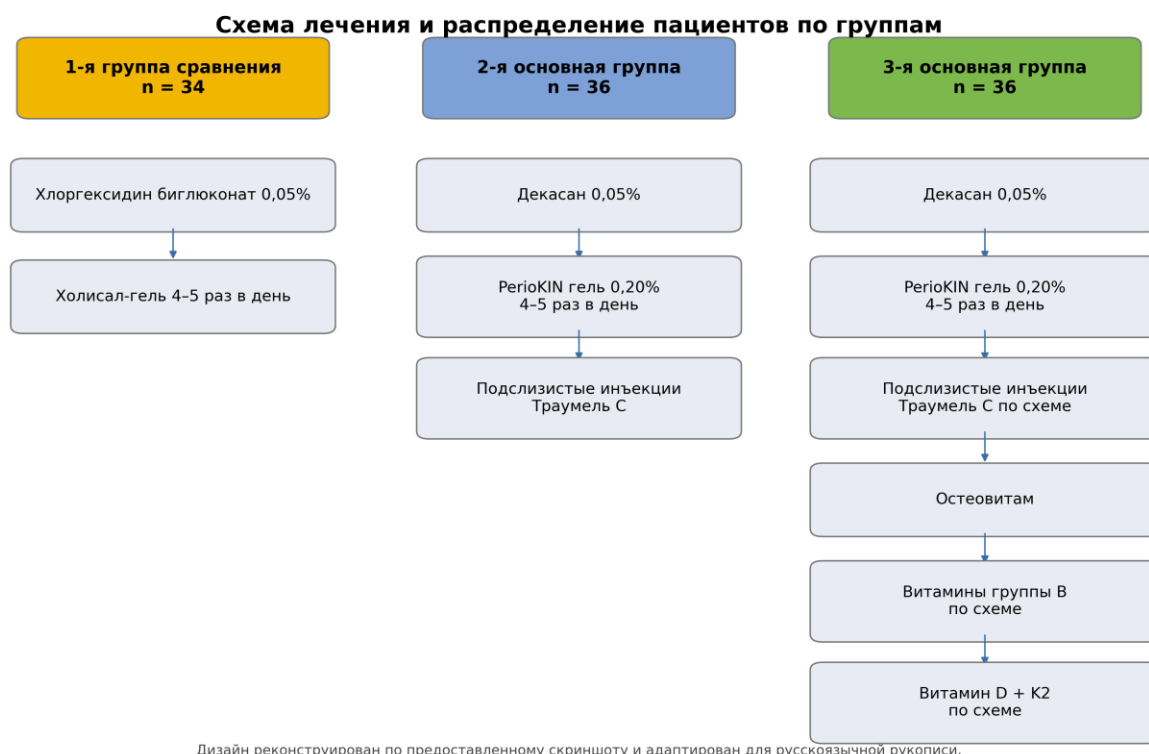 Схема лечения и распределение пациентов по группам
1-я группа сравнения
n = 34
Хлоргексидин биглюконат 0,05%
Холисал-гель 4–5 раз в день
2-я основная группа
n = 36
Декасан 0,05%
PerioKIN гель 0,20%
4–5 раз в день
Подслизистые инъекции
Траумель С
3-я основная группа
n = 36
Декасан 0,05%
PerioKIN гель 0,20%
4–5 раз в день
Подслизистые инъекции
Траумель С по схеме
Остеовитам
Витамины группы В
по схеме
Витамин D + K2
по схеме
Дизайн реконструирован по предоставленному скриншоту и адаптирован для русскоязычной рукописи.